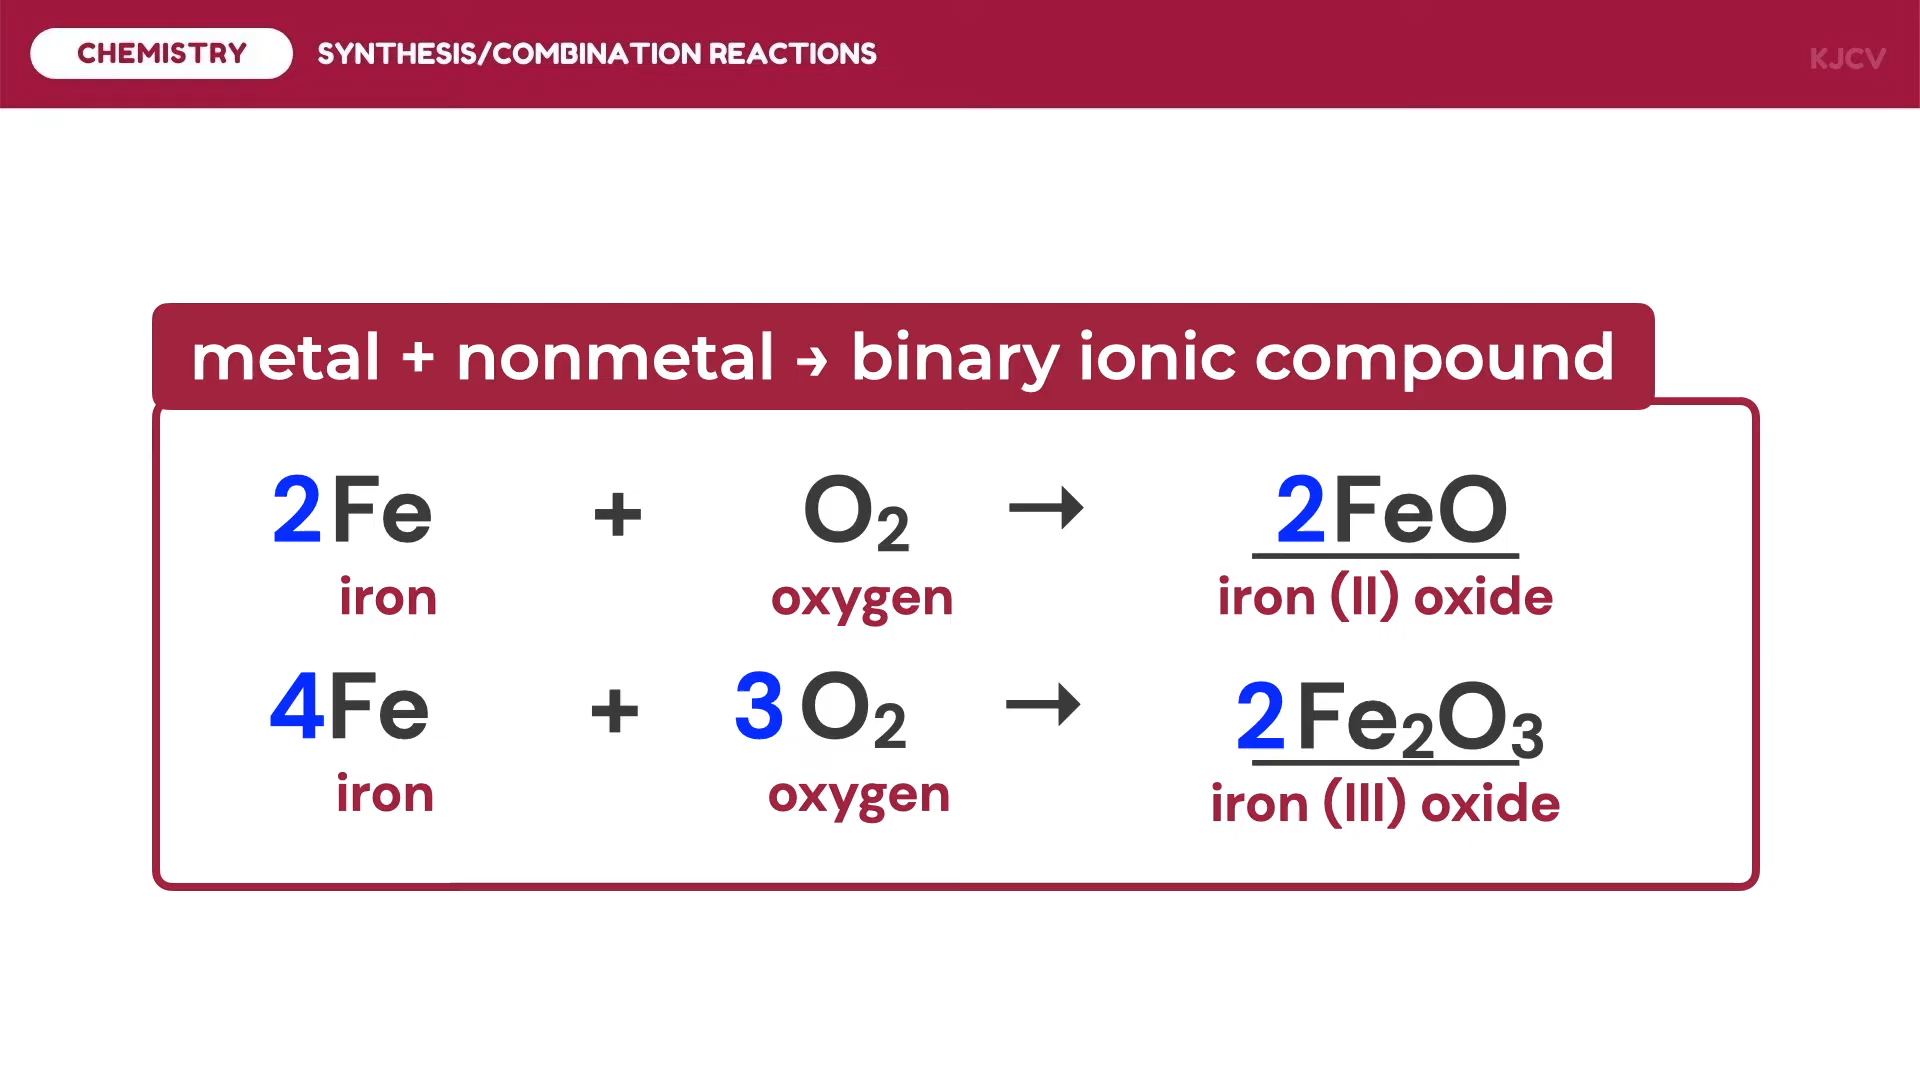 CHEMISTRY SYNTHESIS/COMBINATION REACTIONS KJCV
metal + nonmetal → binary ionic compound
2Fe + O₂ → 2FeO
iron oxygen iron (II) oxide
4Fe + 3O₂ → 2Fe₂O₃
iron oxygen iron (III) oxide